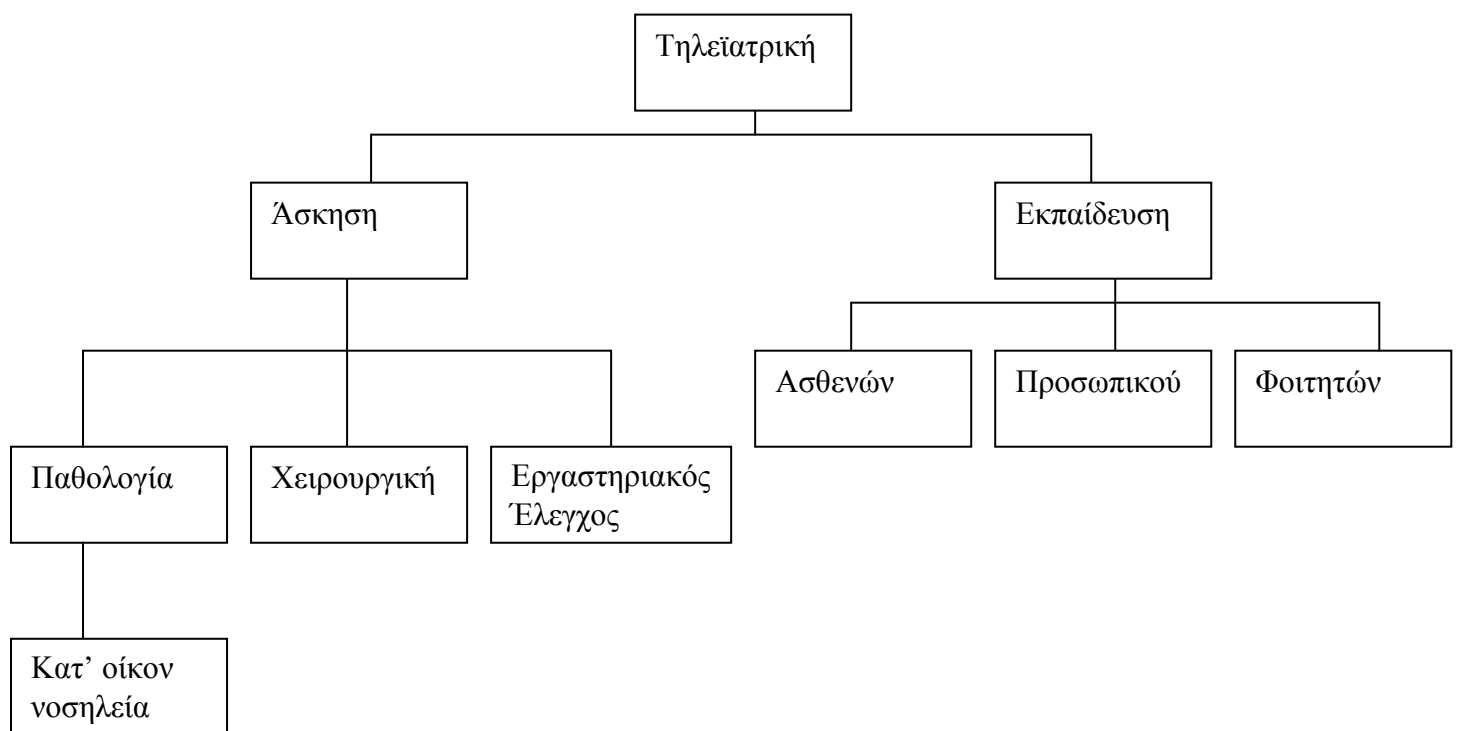 Τηλεϊατρική
Άσκηση
Εκπαίδευση
Ασθενών
Προσωπικού
Φοιτητών
Παθολογία
Χειρουργική
Εργαστηριακός
Έλεγχος
Κατ’ οίκον
νοσηλεία